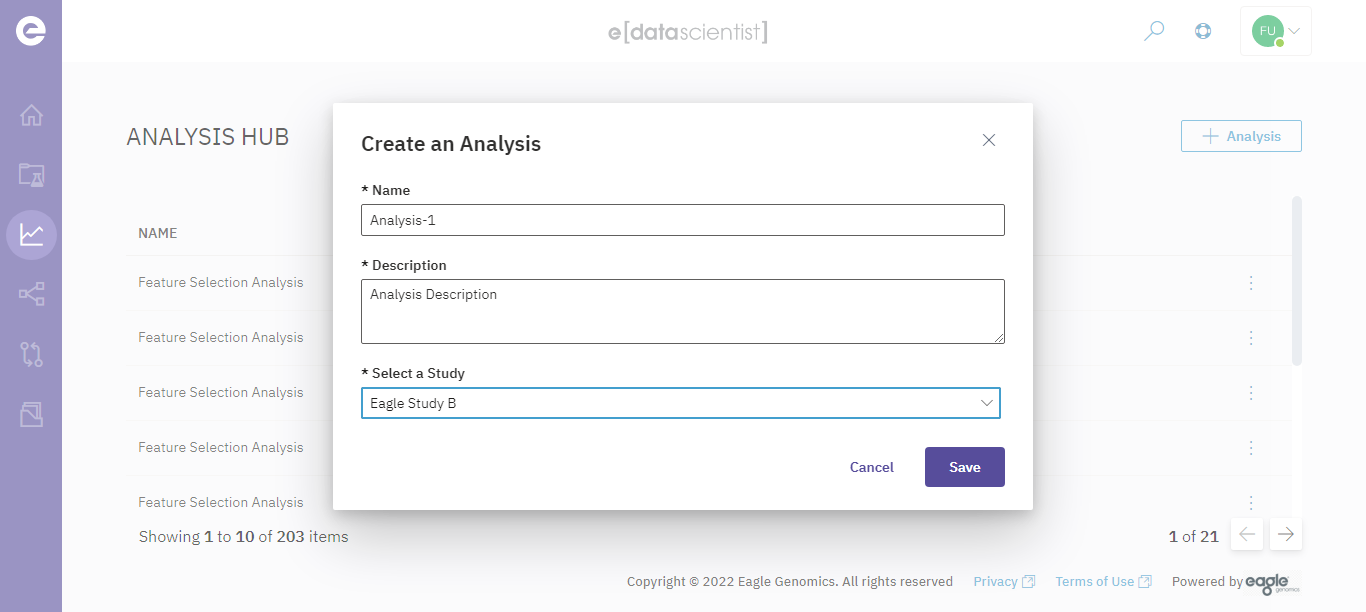 e[datascientist]
FU
ANALYSIS HUB
Analysis
Create an Analysis
* Name
Analysis-1
* Description
Analysis Description
* Select a Study
Eagle Study B
Cancel
Save
NAME
Feature Selection Analysis
Feature Selection Analysis
Feature Selection Analysis
Feature Selection Analysis
Feature Selection Analysis
Showing 1 to 10 of 203 items
1 of 21
Copyright © 2022 Eagle Genomics. All rights reserved Privacy Terms of Use Powered by eagle genomics